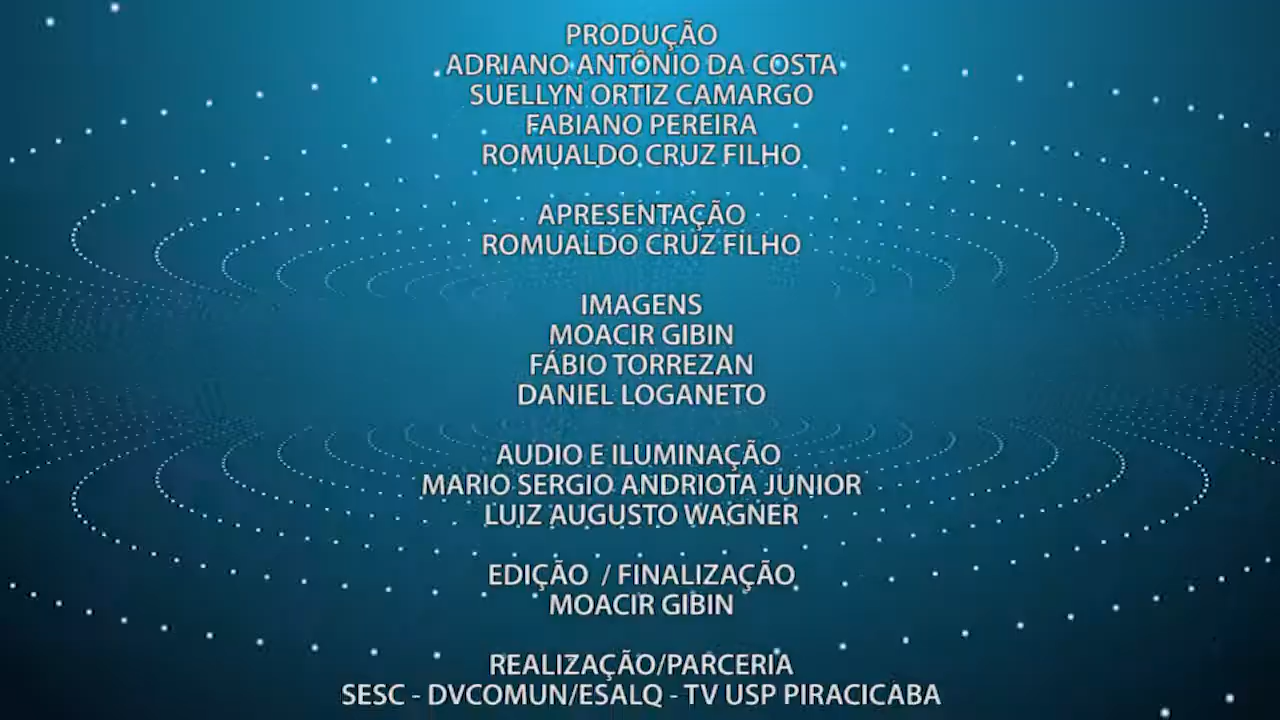 PRODUÇÃO
ADRIANO ANTÔNIO DA COSTA
SUELLYN ORTIZ CAMARGO
FABIANO PEREIRA
ROMUALDO CRUZ FILHO
APRESENTAÇÃO
ROMUALDO CRUZ FILHO
IMAGENS
MOACIR GIBIN
FÁBIO TORREZAN
DANIEL LOGANETO
AUDIO E ILUMINAÇÃO
MARIO SERGIO ANDRIOTA JUNIOR
LUIZ AUGUSTO WAGNER
EDIÇÃO / FINALIZAÇÃO
MOACIR GIBIN
REALIZAÇÃO/PARCERIA
SESC - DVCOMUN/ESALQ - TV USP PIRACICABA